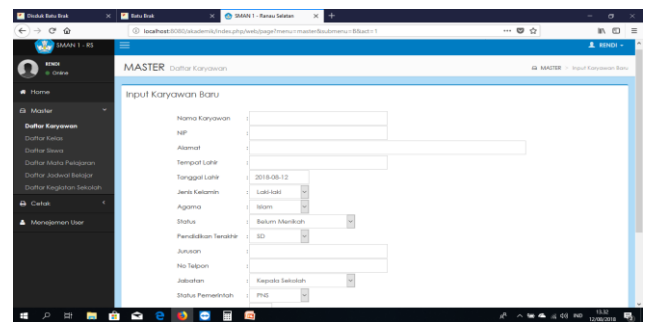 Disduk Batu Brak
Batu Brak
SMAN 1 - Ranau Selatan
localhost:8080/akademik/index.php/web/page?menu=master&submenu=8&act=1
SMAN 1 - RS
RENDI
RENDI
Online
MASTER Daftar Karyawan
MASTER > Input Karyawan Baru
Home
Master
Daftar Karyawan
Daftar Kelas
Daftar Siswa
Daftar Mata Pelajaran
Daftar Jadwal Belajar
Daftar Kegiatan Sekolah
Cetak
Menejemen User
Input Karyawan Baru
Nama Karyawan :
NIP :
Alamat :
Tempat Lahir :
Tanggal Lahir : 2018-08-12
Jenis Kelamin : Laki-laki
Agama : Islam
Status : Belum Menikah
Pendidikan Terakhir : SD
Jurusan :
No Telpon :
Jabatan : Kepala Sekolah
Status Pemerintah : PNS
IND
13.32
12/08/2018